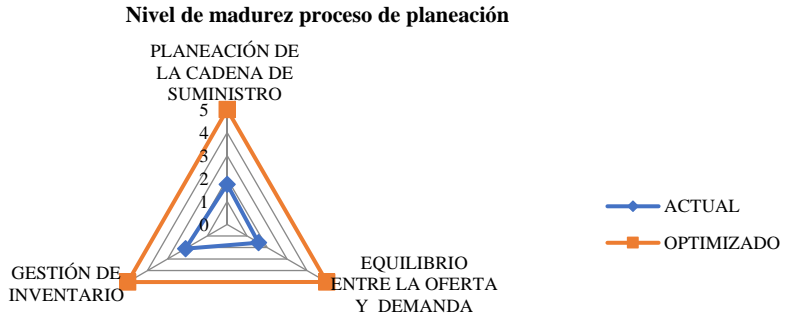 Nivel de madurez proceso de planeación
PLANEACIÓN DE
LA CADENA DE
SUMINISTRO
5
4
3
2
1
0
ACTUAL
OPTIMIZADO
GESTIÓN DE
INVENTARIO
EQUILIBRIO
ENTRE LA OFERTA
Y DEMANDA